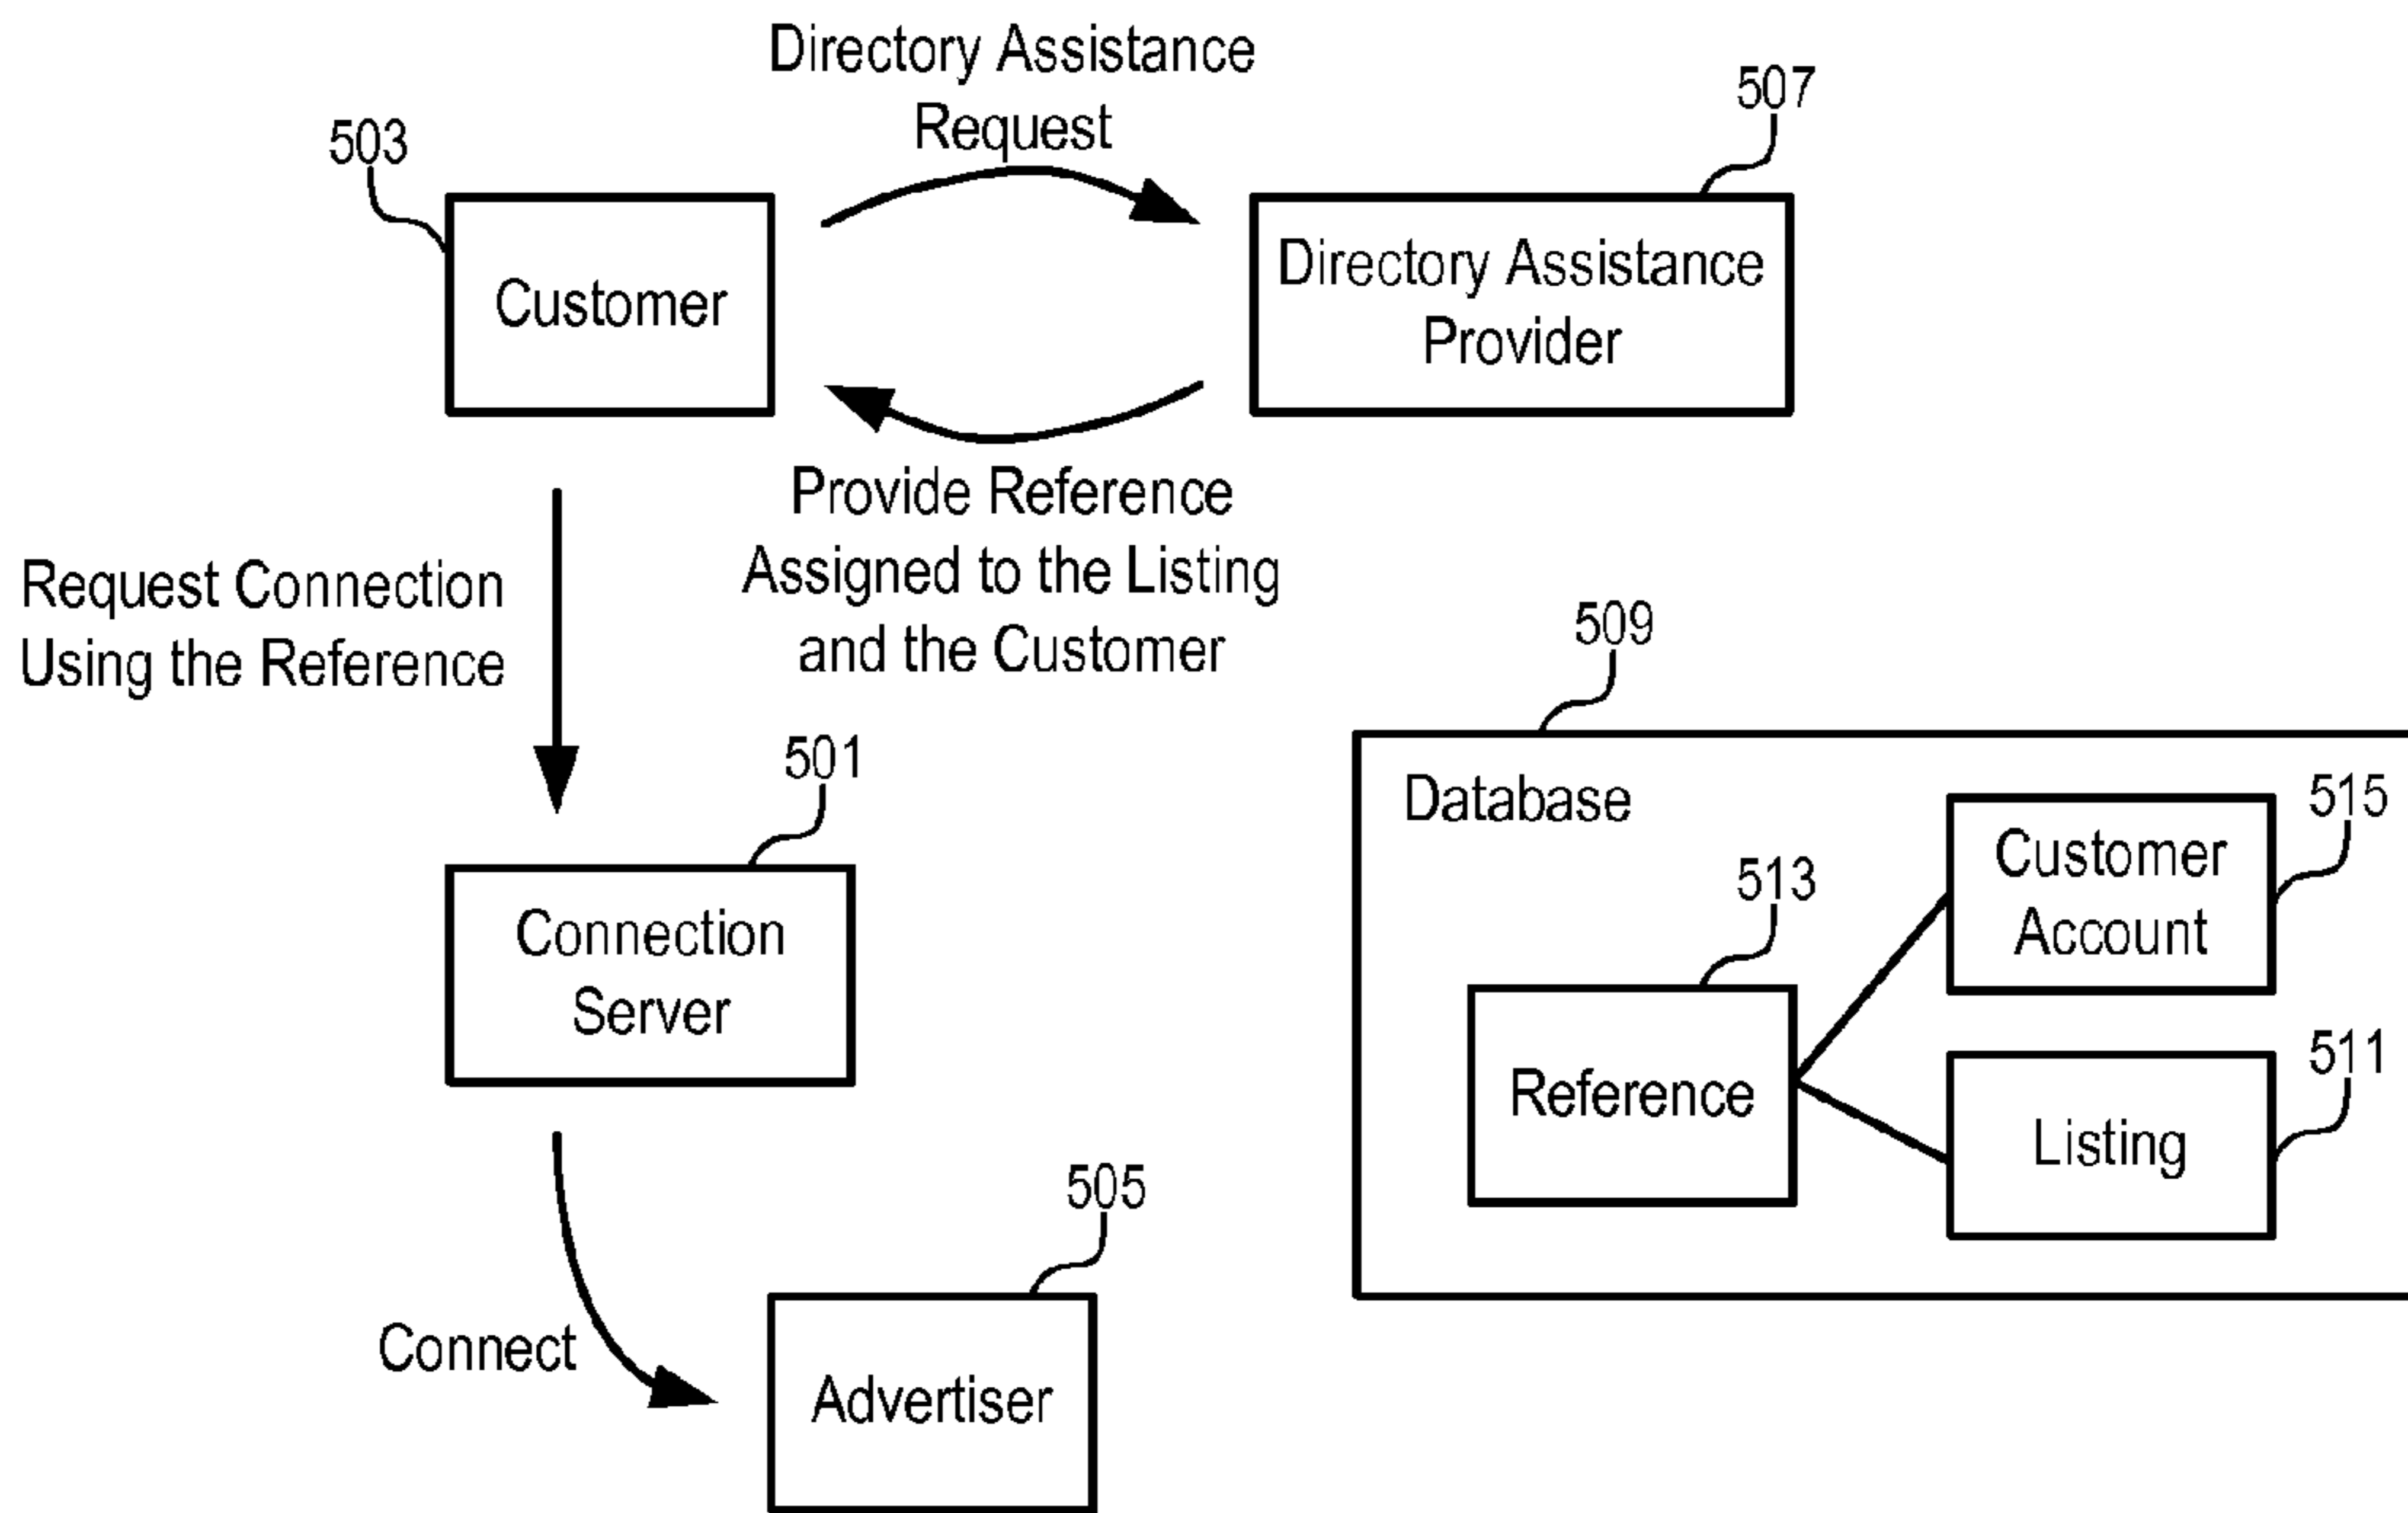 Directory Assistance
Request
507
503
Customer
Directory Assistance
Provider
Provide Reference
Assigned to the Listing
and the Customer
Request Connection
Using the Reference
509
501
Database
515
Customer
Account
513
Connection
Server
Reference
511
Listing
505
Connect
Advertiser